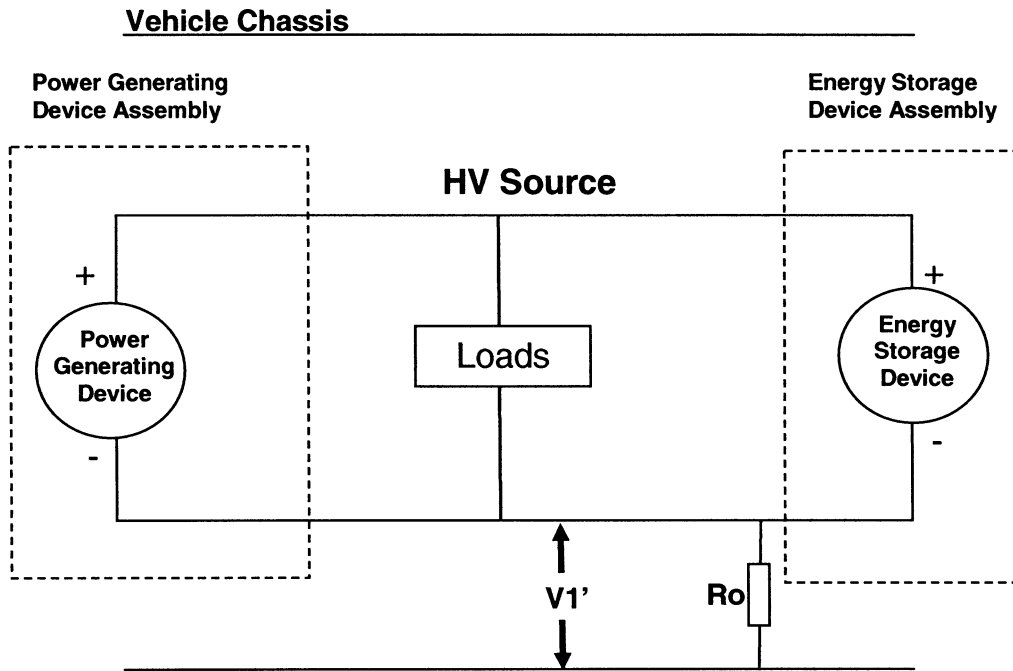 Vehicle Chassis
Power Generating
Device Assembly
Energy Storage
Device Assembly
HV Source
+
Power
Generating
Device
-
Loads
+
Energy
Storage
Device
-
V1’
Ro